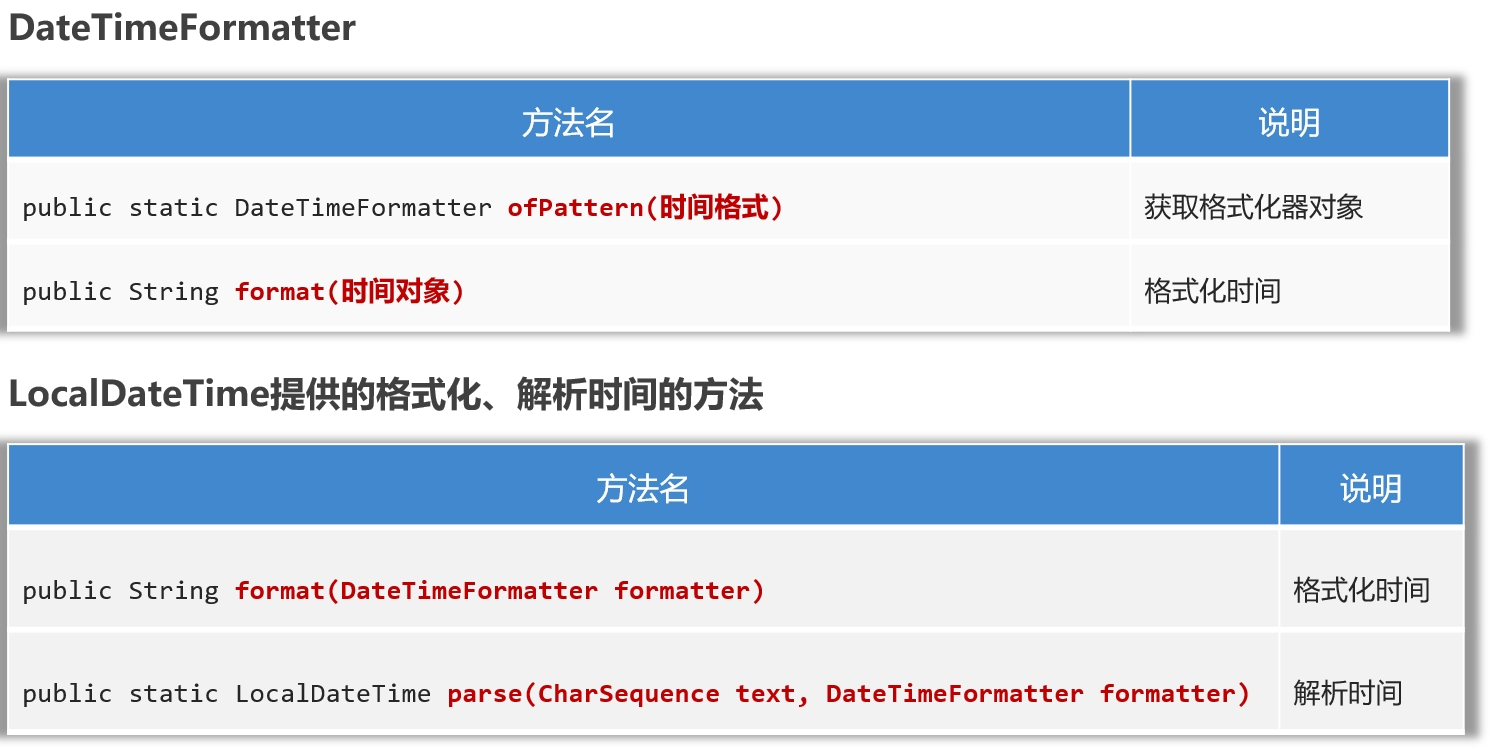 DateTimeFormatter
方法名 说明
public static DateTimeFormatter ofPattern(时间格式) 获取格式化器对象
public String format(时间对象) 格式化时间
LocalDateTime提供的格式化、解析时间的方法
方法名 说明
public String format(DateTimeFormatter formatter) 格式化时间
public static LocalDateTime parse(CharSequence text, DateTimeFormatter formatter) 解析时间